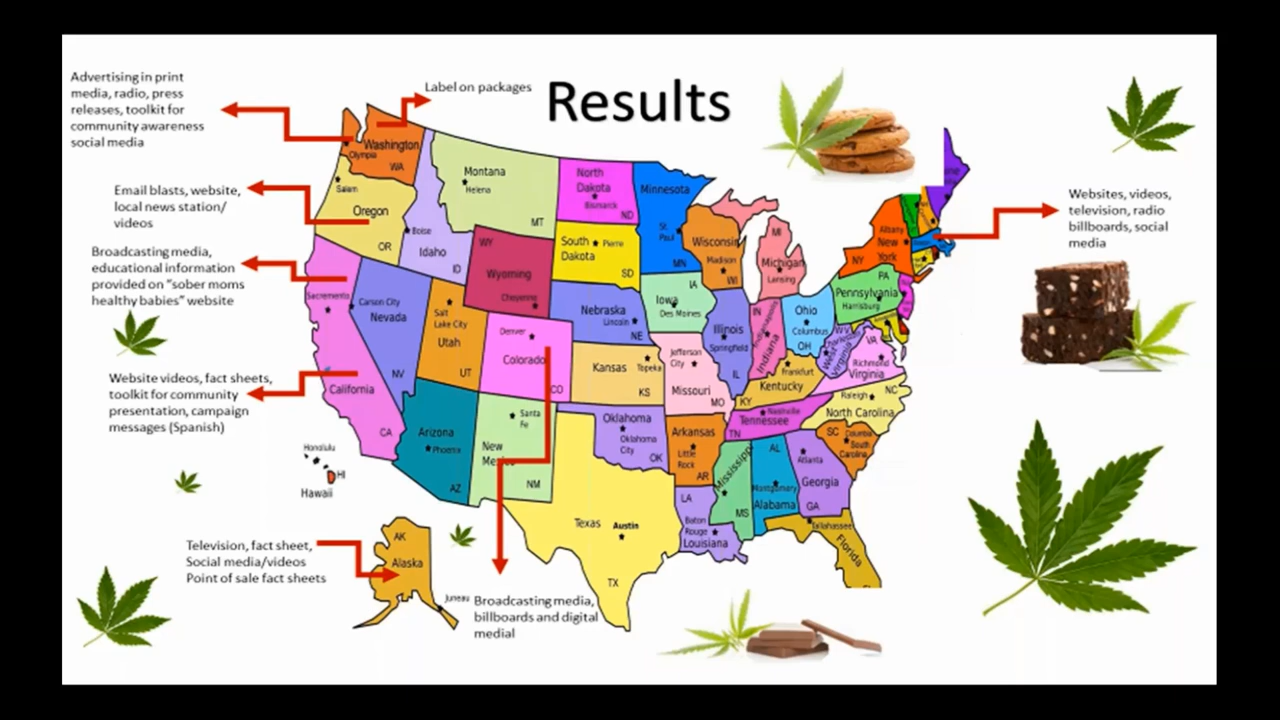 Results
Advertising in print
media, radio, press
releases, toolkit for
community awareness
social media
Label on packages
Email blasts, website,
local news station/
videos
Broadcasting media,
educational information
provided on “sober moms
healthy babies” website
Website videos, fact sheets,
toolkit for community
presentation, campaign
messages (Spanish)
Television, fact sheet,
Social media/videos
Point of sale fact sheets
Broadcasting media,
billboards and digital
medial
Websites, videos,
television, radio
billboards, social
media
Washington
Olympia
WA
Salem
Oregon
OR
Montana
Helena
MT
Boise
Idaho
ID
WY
Wyoming
Cheyenne
North
Dakota
Bismarck
ND
South
Pierre
Dakota
SD
Minnesota
St.
Paul
MN
Wisconsin
Madison
WI
MI
Michigan
Lansing
Albany
New
York
NY
PA
Pennsylvania
Harrisburg
Sacramento
Carson City
Nevada
NV
California
CA
Salt
Lake City
Utah
UT
Denver
Colorado
CO
Nebraska
Lincoln
NE
Kansas
Topeka
KS
IA
Iowa
Des Moines
Illinois
Springfield
IL
IN
Indianapolis
Indiana
Ohio
Columbus
OH
WV
Charleston
West
Virginia
VA
Richmond
Virginia
Jefferson
City
Missouri
MO
Frankfurt
Kentucky
KY
Nashville
Tennessee
TN
Raleigh
NC
North Carolina
SC
Columbia
South
Carolina
Arizona
Phoenix
AZ
Santa
Fe
New
Mexico
NM
Oklahoma
Oklahoma
City
OK
Arkansas
Little
Rock
AR
Mississippi
MS
AL
Montgomery
Alabama
Atlanta
Georgia
GA
LA
Baton
Rouge
Louisiana
Texas
Austin
TX
Tallahassee
Florida
Honolulu
HI
Hawaii
AK
Alaska
Juneau